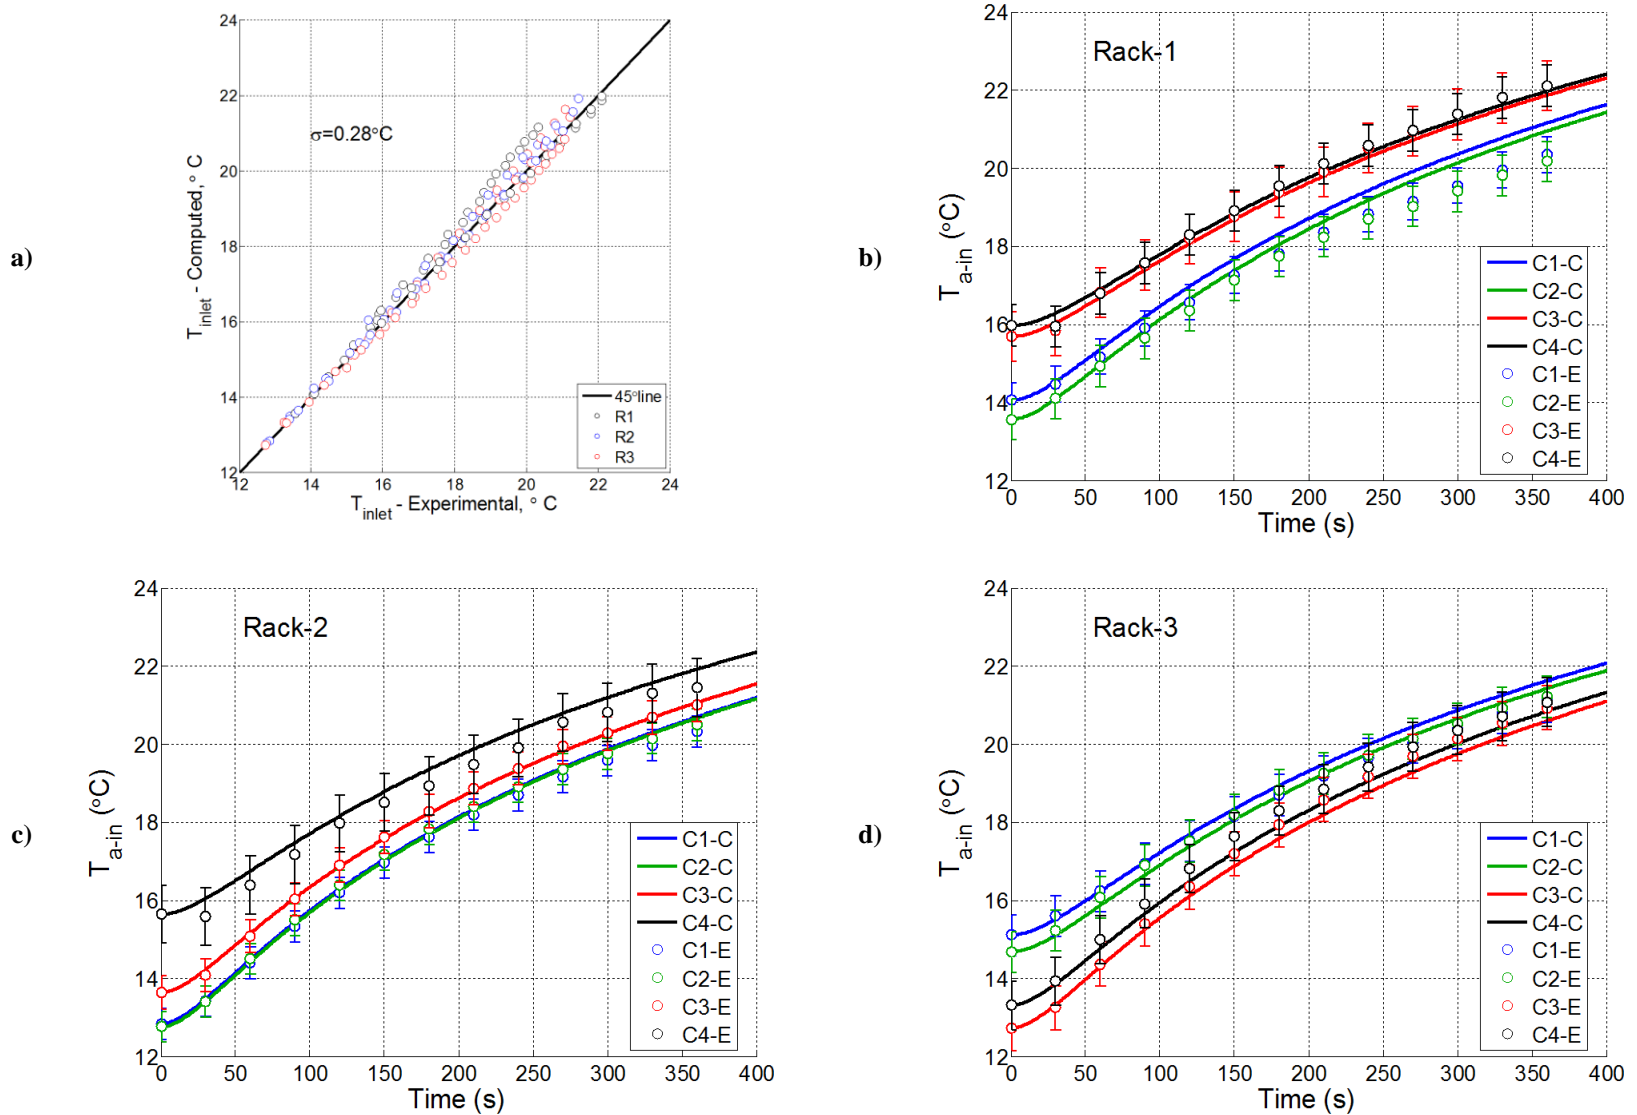 a)
24
22
20
18
16
14
12
12 14 16 18 20 22 24
T inlet - Computed, ° C
T inlet - Experimental, ° C
σ=0.28°C
45°line
R1
R2
R3
b)
Rack-1
24
22
20
18
16
14
12
0 50 100 150 200 250 300 350 400
T a-in (°C)
Time (s)
C1-C
C2-C
C3-C
C4-C
C1-E
C2-E
C3-E
C4-E
c)
Rack-2
24
22
20
18
16
14
12
0 50 100 150 200 250 300 350 400
T a-in (°C)
Time (s)
C1-C
C2-C
C3-C
C4-C
C1-E
C2-E
C3-E
C4-E
d)
Rack-3
24
22
20
18
16
14
12
0 50 100 150 200 250 300 350 400
T a-in (°C)
Time (s)
C1-C
C2-C
C3-C
C4-C
C1-E
C2-E
C3-E
C4-E